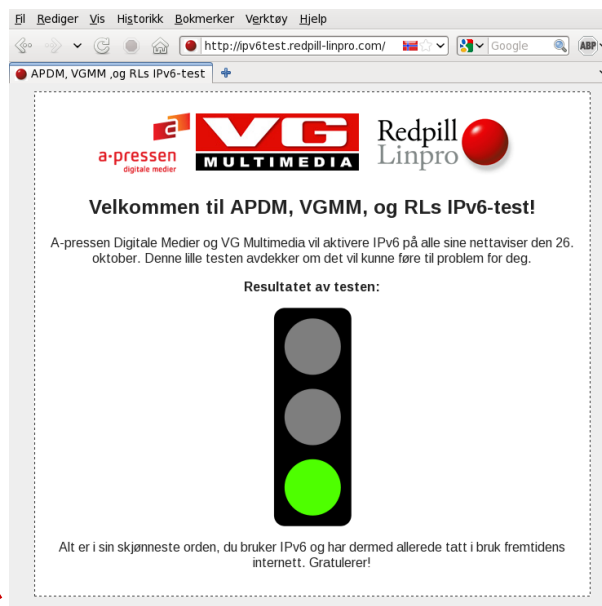 Fil Rediger Vis Historikk Bokmerker Verktøy Hjelp
http://ipv6test.redpill-linpro.com/ Google ABP
APDM, VGMM ,og RLs IPv6-test
a-pressen
digitale medier
VG
MULTIMEDIA
Redpill
Linpro
Velkommen til APDM, VGMM, og RLs IPv6-test!
A-pressen Digitale Medier og VG Multimedia vil aktivere IPv6 på alle sine nettaviser den 26.
oktober. Denne lille testen avdekker om det vil kunne føre til problem for deg.
Resultatet av testen:
Alt er i sin skjønneste orden, du bruker IPv6 og har dermed allerede tatt i bruk fremtidens
internett. Gratulerer!